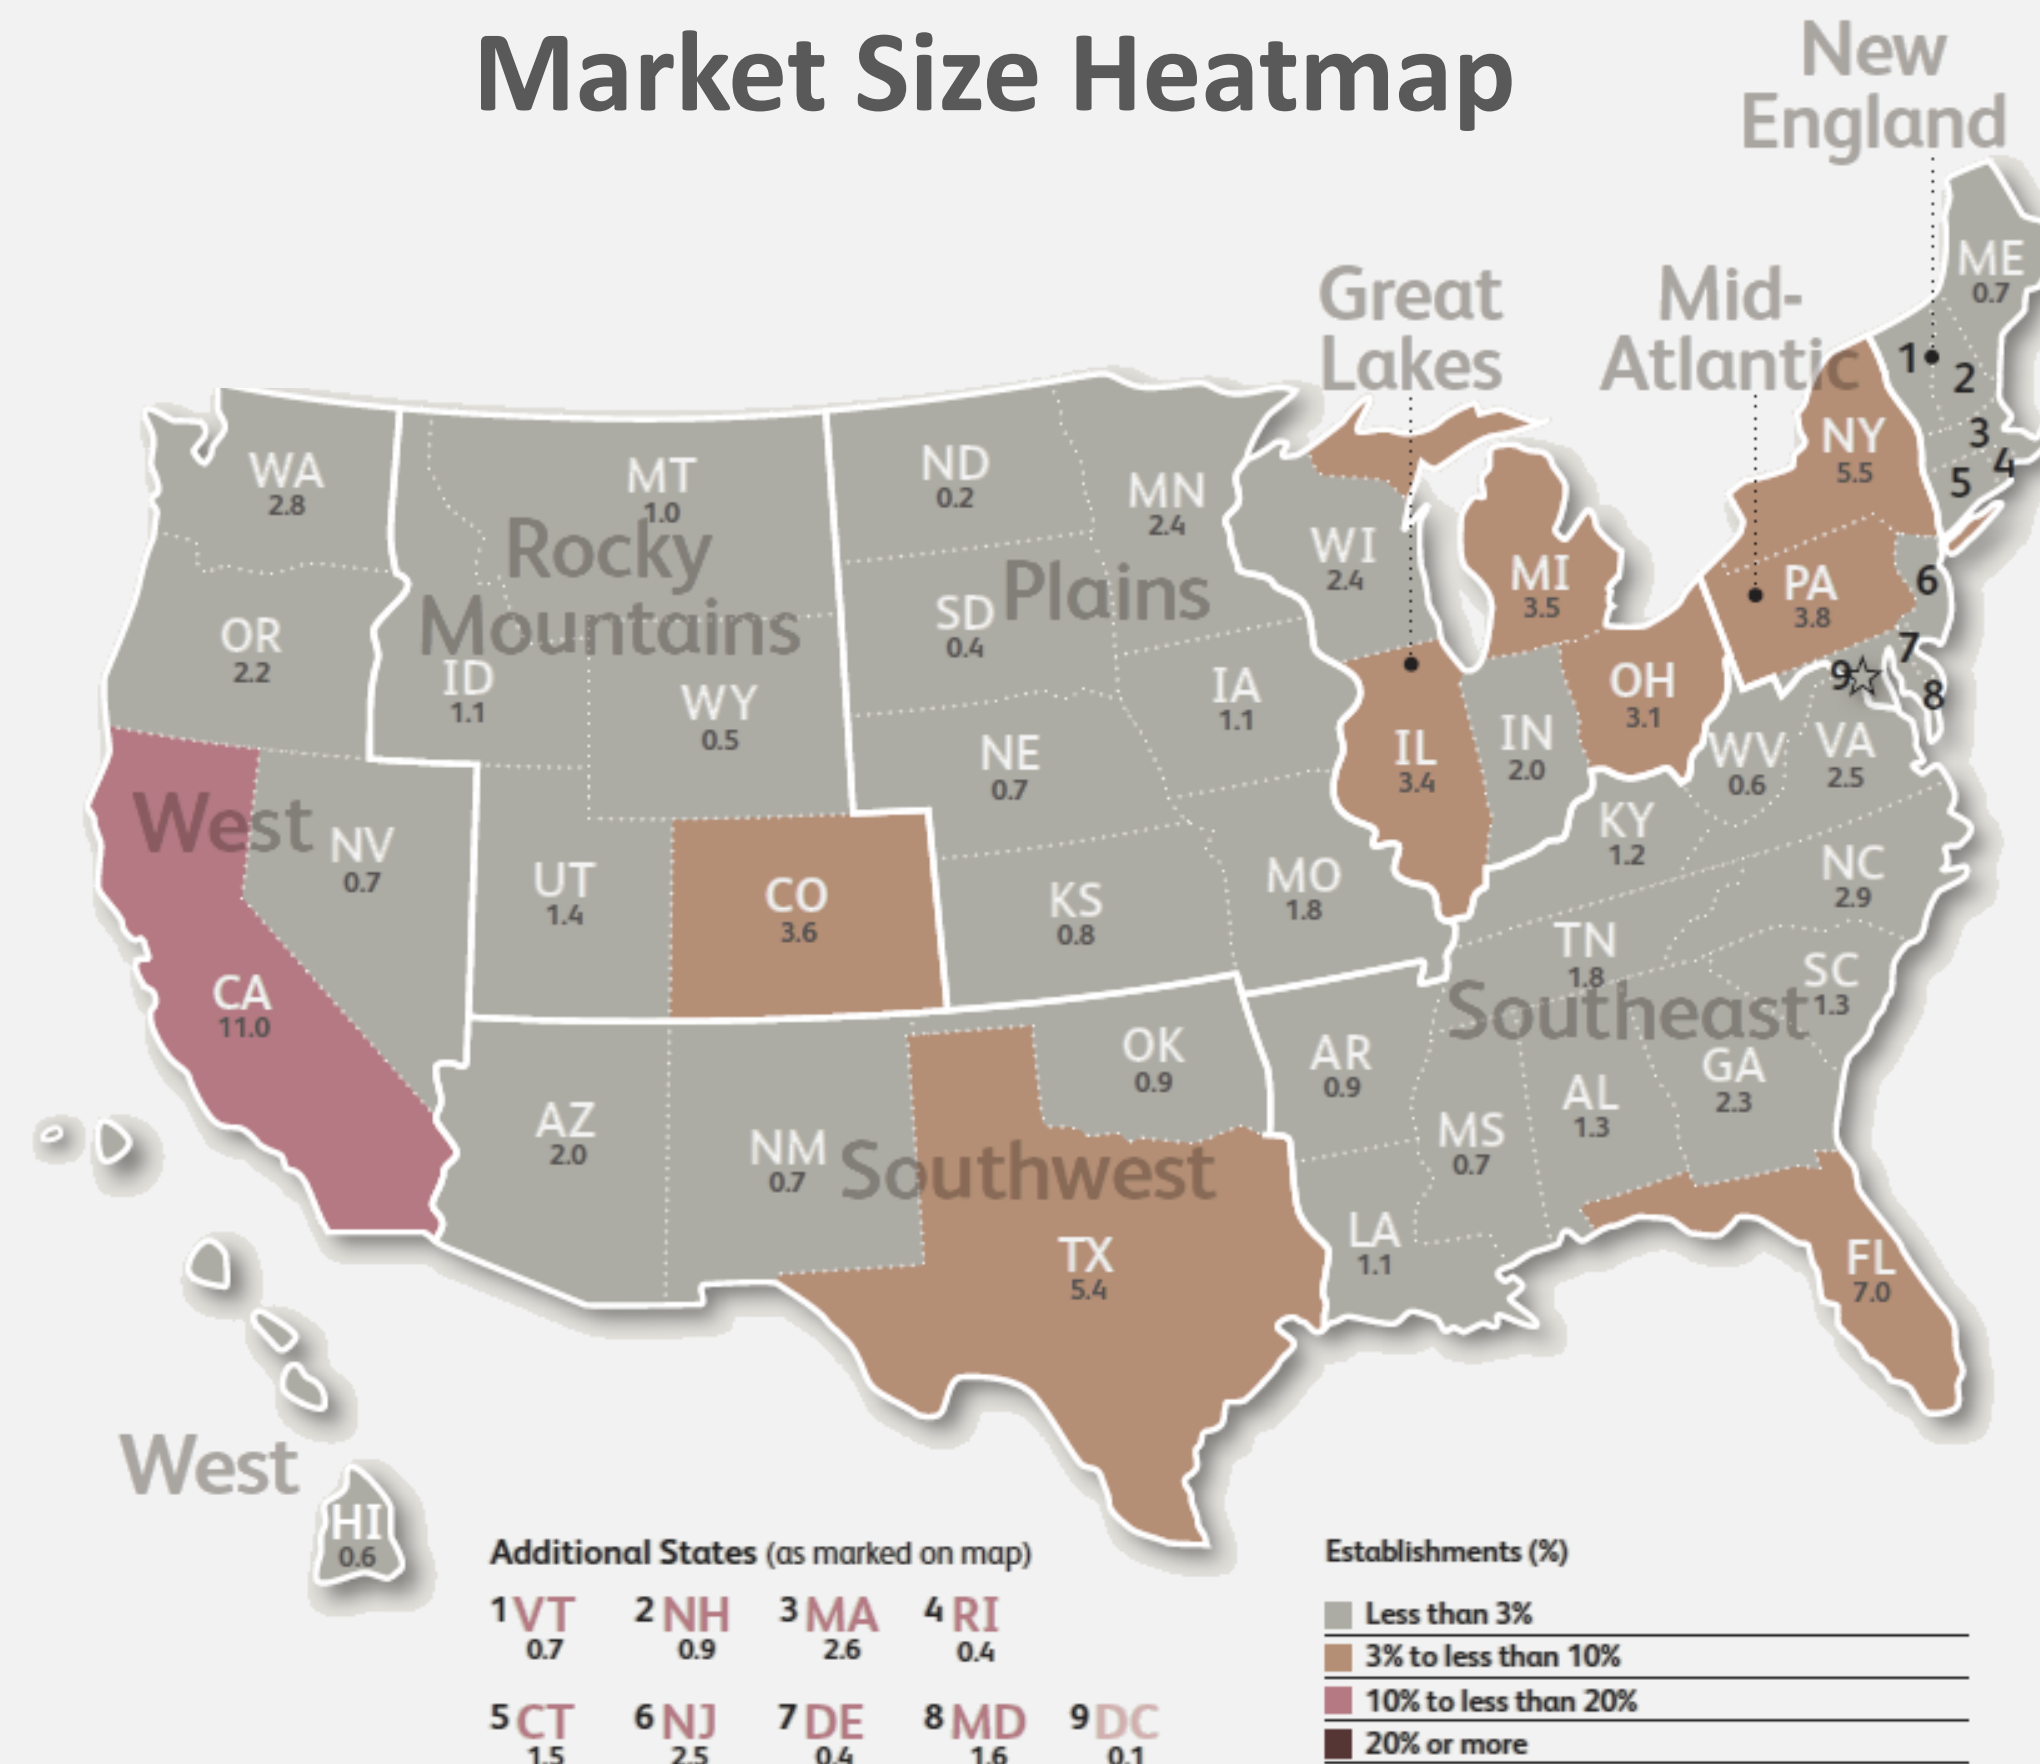 Market Size Heatmap
New
England
Great
Lakes
Mid-
Atlantic
ME
0.7
1
2
3
4
5
6
7
8
9
WA
2.8
MT
1.0
ND
0.2
MN
2.4
WI
2.4
MI
3.5
NY
5.5
PA
3.8
Rocky
Mountains
Plains
OR
2.2
ID
1.1
WY
0.5
SD
0.4
IA
1.1
NE
0.7
IL
3.4
IN
2.0
OH
3.1
WV
0.6
VA
2.5
West
NV
0.7
UT
1.4
CO
3.6
KS
0.8
MO
1.8
KY
1.2
NC
2.9
TN
1.8
SC
1.3
Southeast
CA
11.0
AZ
2.0
NM
0.7
OK
0.9
AR
0.9
MS
0.7
AL
1.3
GA
2.3
Southwest
TX
5.4
LA
1.1
FL
7.0
West
HI
0.6
Additional States (as marked on map)
1 VT 2 NH 3 MA 4 RI
0.7 0.9 2.6 0.4
5 CT 6 NJ 7 DE 8 MD 9 DC
1.5 2.5 0.4 1.6 0.1
Establishments (%)
Less than 3%
3% to less than 10%
10% to less than 20%
20% or more